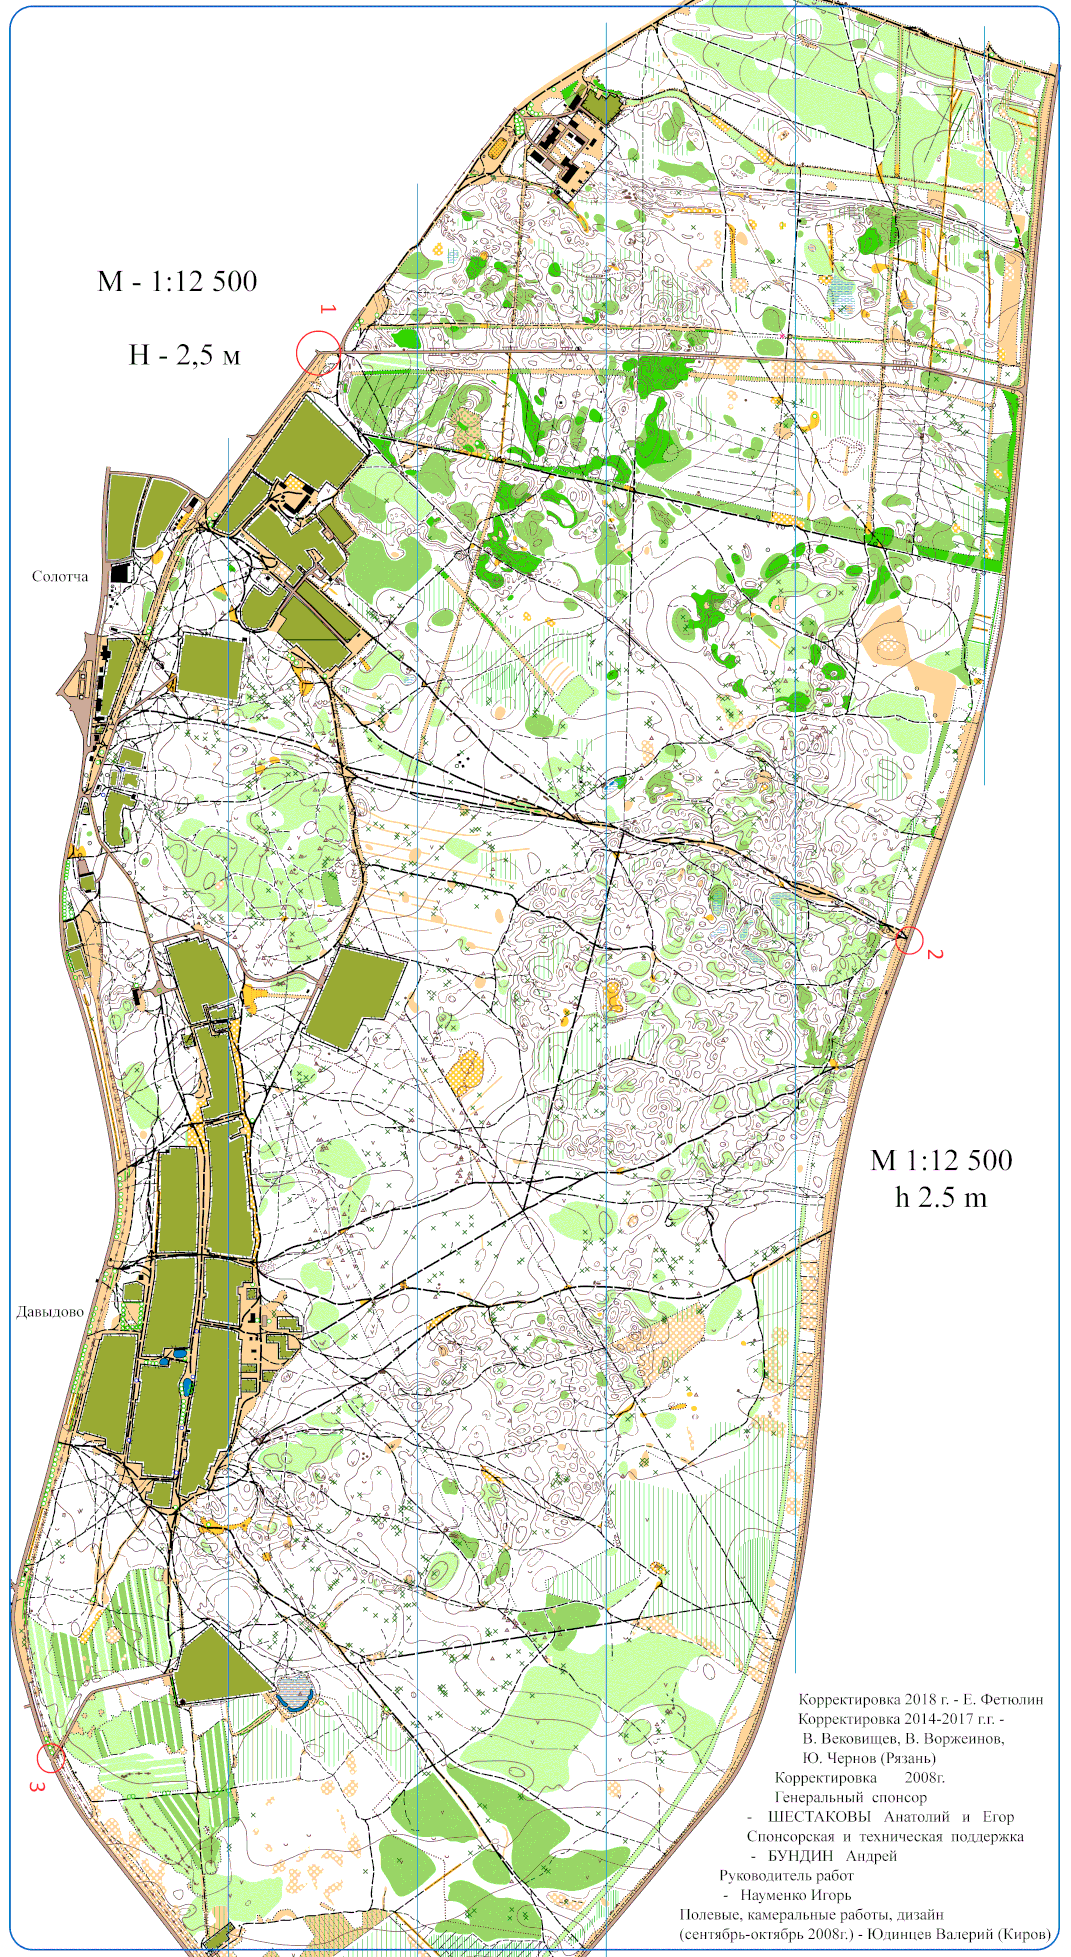 М - 1:12 500
Н - 2,5 м
1
Солотча
2
М 1:12 500
h 2.5 m
Давыдово
3
Корректировка 2018 г. - Е. Фетюлин
Корректировка 2014-2017 г.г. -
В. Вековищев, В. Воржеинов,
Ю. Чернов (Рязань)
Корректировка 2008г.
Генеральный спонсор
- ШЕСТАКОВЫ Анатолий и Егор
Спонсорская и техническая поддержка
- БУНДИН Андрей
Руководитель работ
- Науменко Игорь
Полевые, камеральные работы, дизайн
(сентябрь-октябрь 2008г.) - Юдинцев Валерий (Киров)